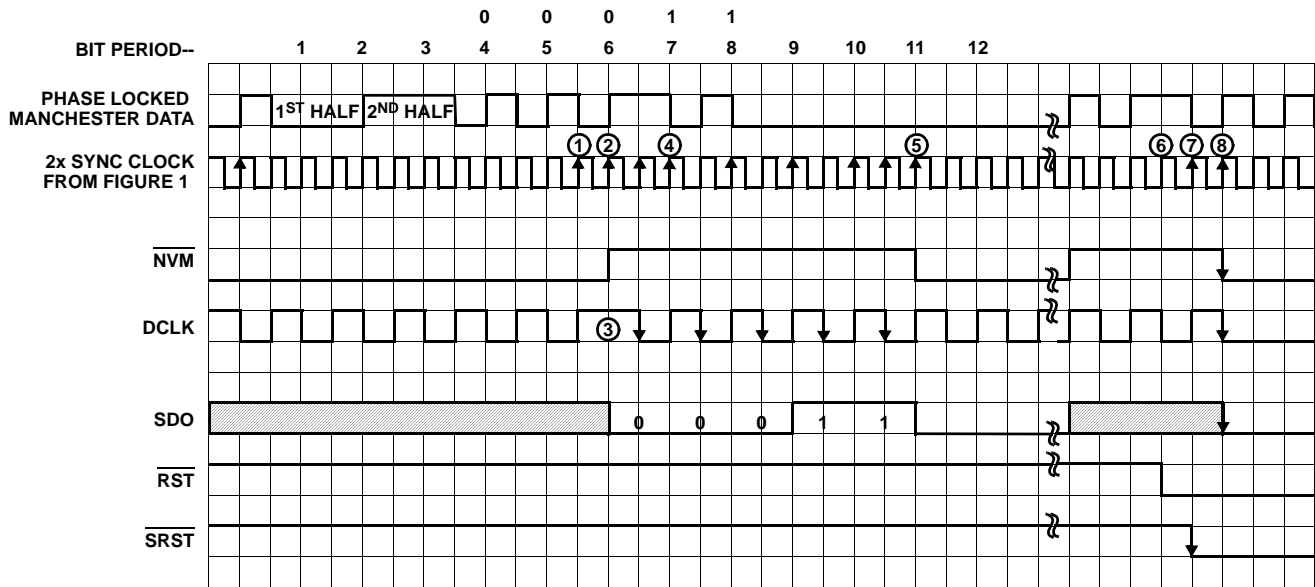 0 0 0 1 1
BIT PERIOD-- 1 2 3 4 5 6 7 8 9 10 11 12
PHASE LOCKED
MANCHESTER DATA
1ST HALF 2ND HALF
2x SYNC CLOCK
FROM FIGURE 1
1 2 4 5 6 7 8
NVM
DCLK
3
SDO
0 0 0 1 1
RST
SRST